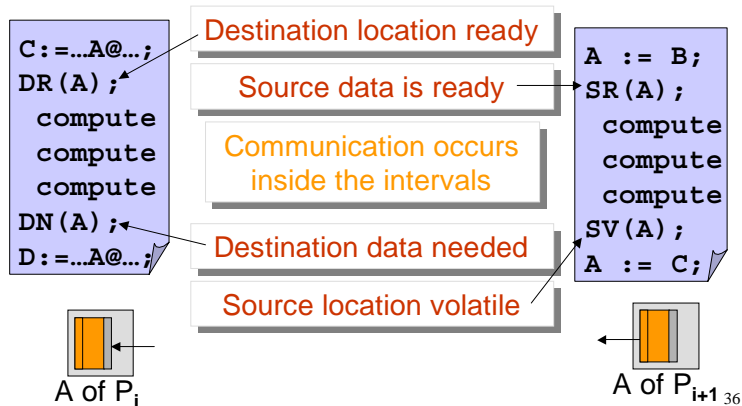 C:=…A@…;
DR(A);
compute
compute
compute
DN(A);
D:=…A@…;
Destination location ready
Source data is ready
Communication occurs
inside the intervals
Destination data needed
Source location volatile
A := B;
SR(A);
compute
compute
compute
SV(A);
A := C;
A of Pi
A of Pi+1
36